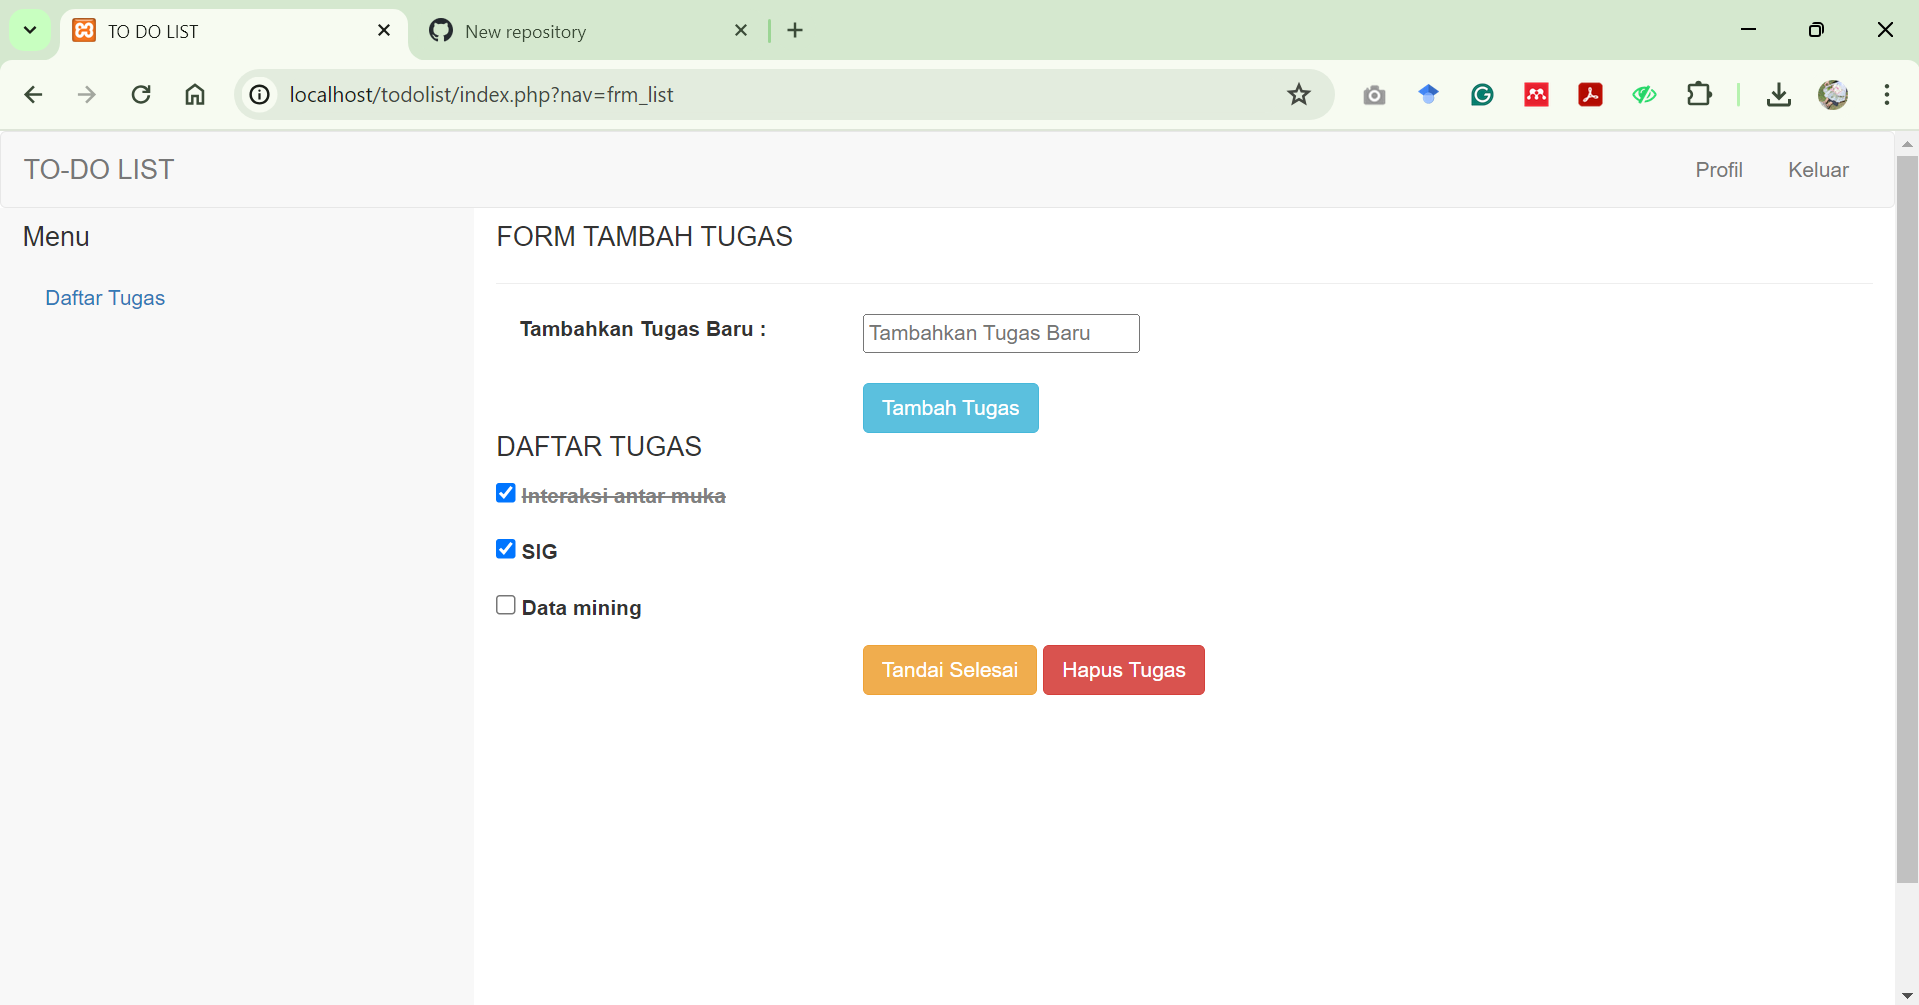 TO DO LIST
New repository
localhost/todolist/index.php?nav=frm_list
TO-DO LIST
Profil
Keluar
Menu
Daftar Tugas
FORM TAMBAH TUGAS
Tambahkan Tugas Baru :
Tambahkan Tugas Baru
Tambah Tugas
DAFTAR TUGAS
Interaksi antar muka
SIG
Data mining
Tandai Selesai
Hapus Tugas